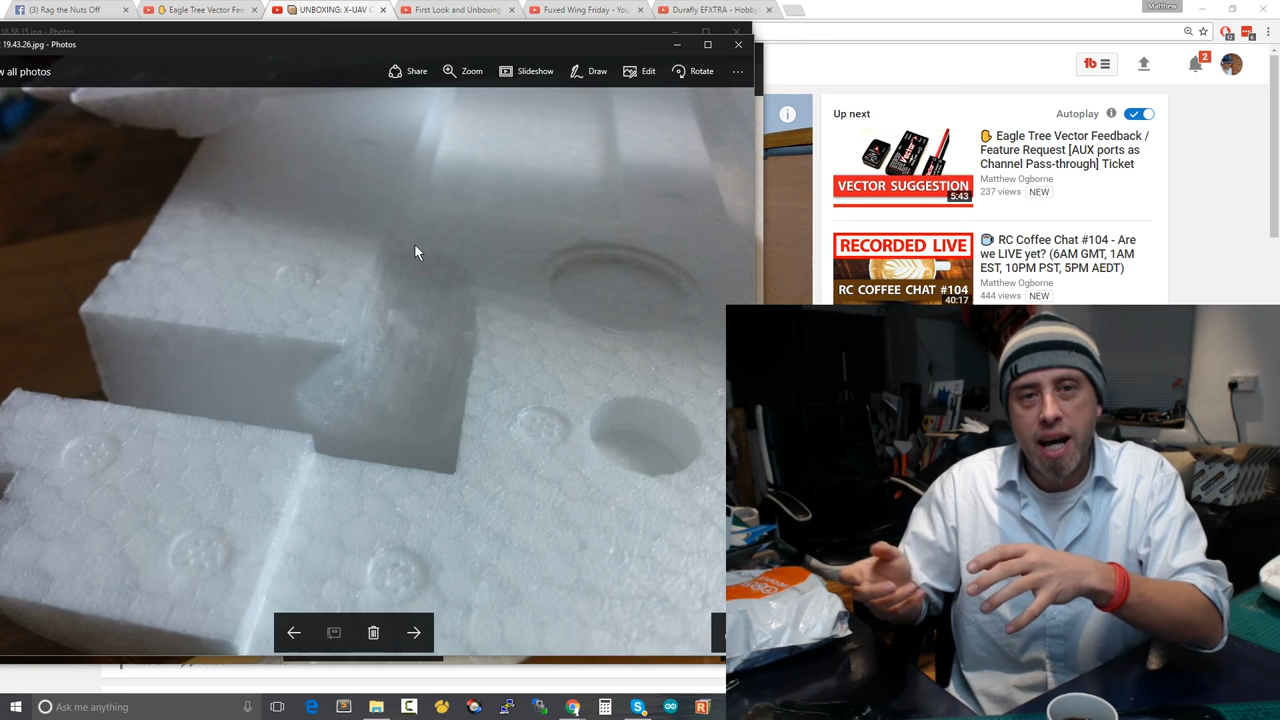 Matthew
(3) Rag the Nuts Off
Eagle Tree Vector Fee
UNBOXING: X-UAV C
First Look and Unboxing
Fuxed Wing Friday - You
Durafly EFXTRA - Hobby
19.43.26.jpg - Photos
w all photos
Share
Zoom
Slideshow
Draw
Edit
Rotate
2
Up next
Autoplay
VECTOR SUGGESTION
5:43
Eagle Tree Vector Feedback /
Feature Request [AUX ports as
Channel Pass-through] Ticket
Matthew Ogborne
237 views
NEW
RECORDED LIVE
RC COFFEE CHAT #104
40:17
RC Coffee Chat #104 - Are
we LIVE yet? (6AM GMT, 1AM
EST, 10PM PST, 5PM AEDT)
Matthew Ogborne
444 views
NEW
Ask me anything